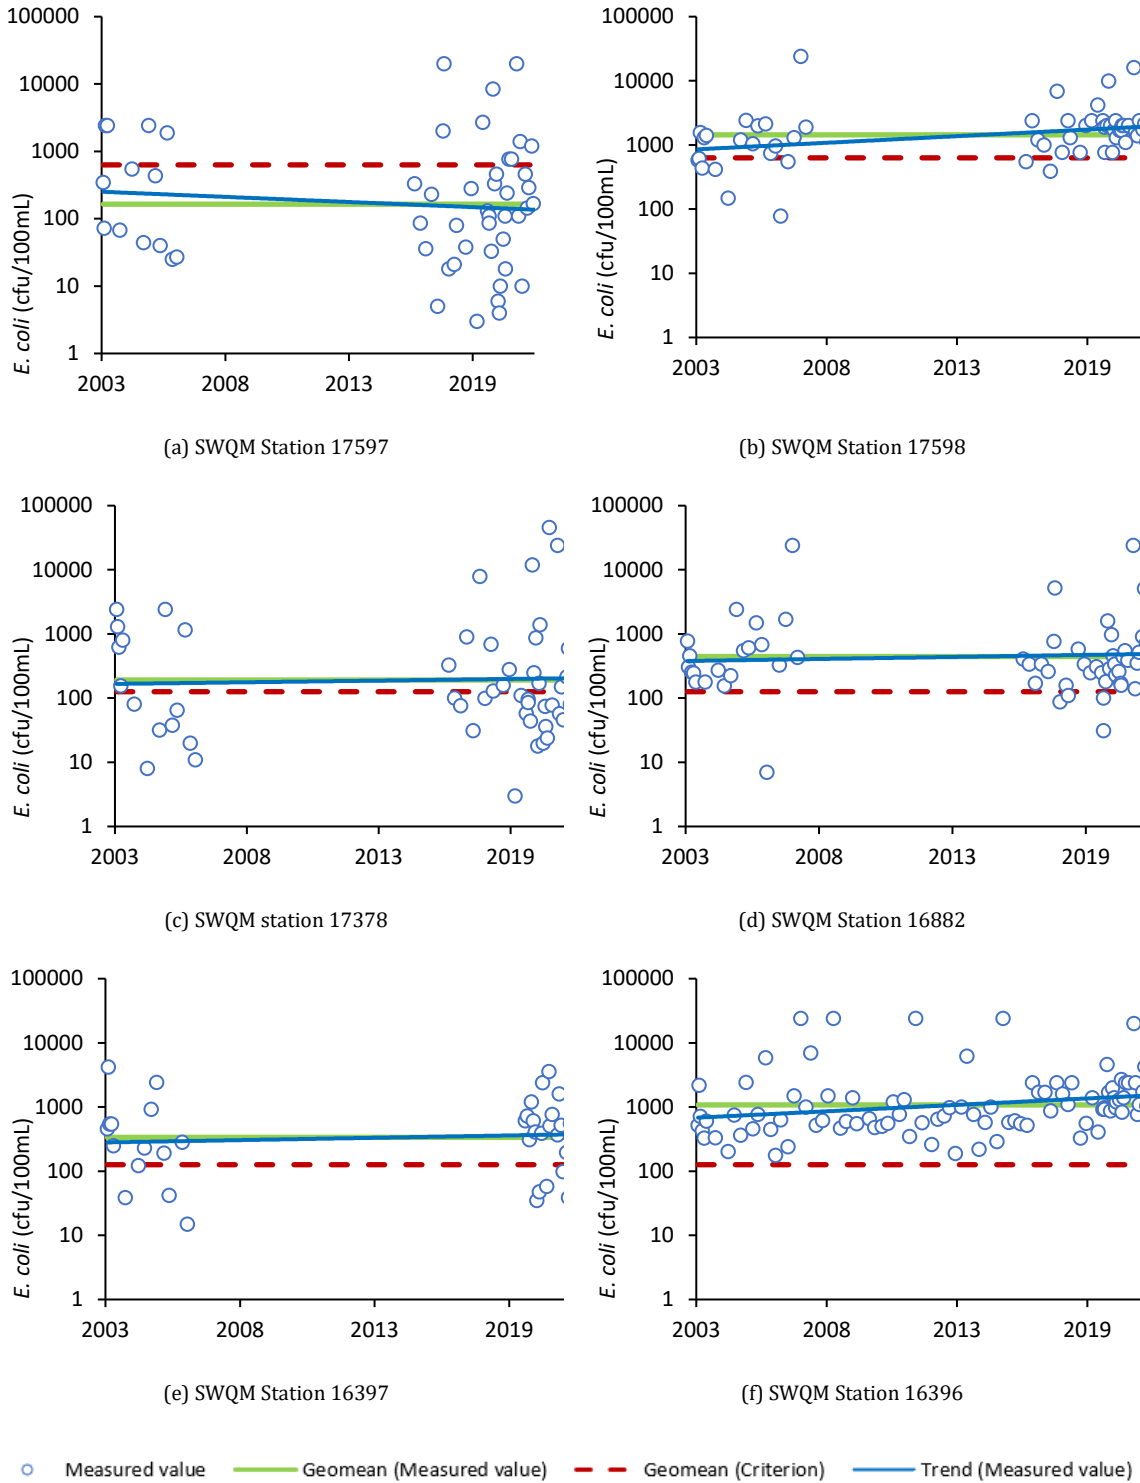 100000
10000
1000
100
10
1
E. coli (cfu/100mL)
2003 2008 2013 2019
(a) SWQM Station 17597
100000
10000
1000
100
10
1
E. coli (cfu/100mL)
2003 2008 2013 2019
(b) SWQM Station 17598
100000
10000
1000
100
10
1
E. coli (cfu/100mL)
2003 2008 2013 2019
(c) SWQM station 17378
100000
10000
1000
100
10
1
E. coli (cfu/100mL)
2003 2008 2013 2019
(d) SWQM Station 16882
100000
10000
1000
100
10
1
E. coli (cfu/100mL)
2003 2008 2013 2019
(e) SWQM Station 16397
100000
10000
1000
100
10
1
E. coli (cfu/100mL)
2003 2008 2013 2019
(f) SWQM Station 16396
Measured value Geomean (Measured value) Geomean (Criterion) Trend (Measured value)